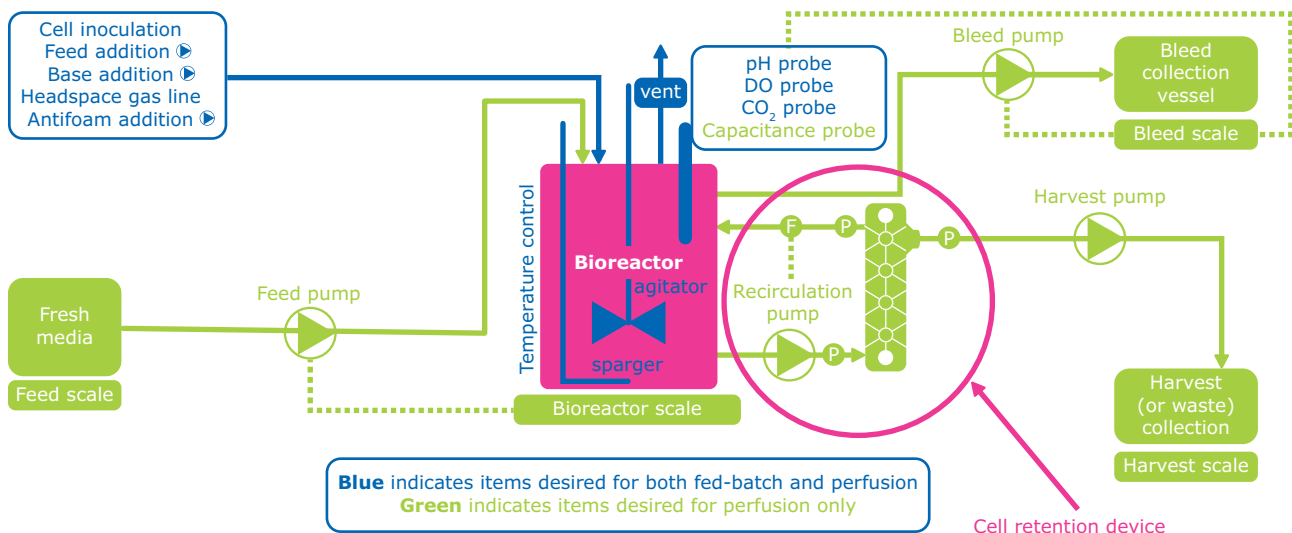 Cell inoculation
Feed addition
Base addition
Headspace gas line
Antifoam addition
vent
pH probe
DO probe
CO2 probe
Capacitance probe
Bleed pump
Bleed
collection
vessel
Bleed scale
Temperature control
Bioreactor
agitator
sparger
Bioreactor scale
Feed pump
Fresh
media
Feed scale
F
P
P
Recirculation
pump
P
Harvest pump
Harvest
(or waste)
collection
Harvest scale
Blue indicates items desired for both fed-batch and perfusion
Green indicates items desired for perfusion only
Cell retention device